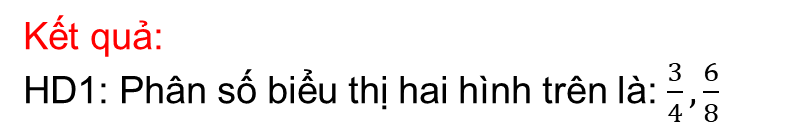 Kết quả:
HD1: Phân số biểu thị hai hình trên là: 3/4, 6/8